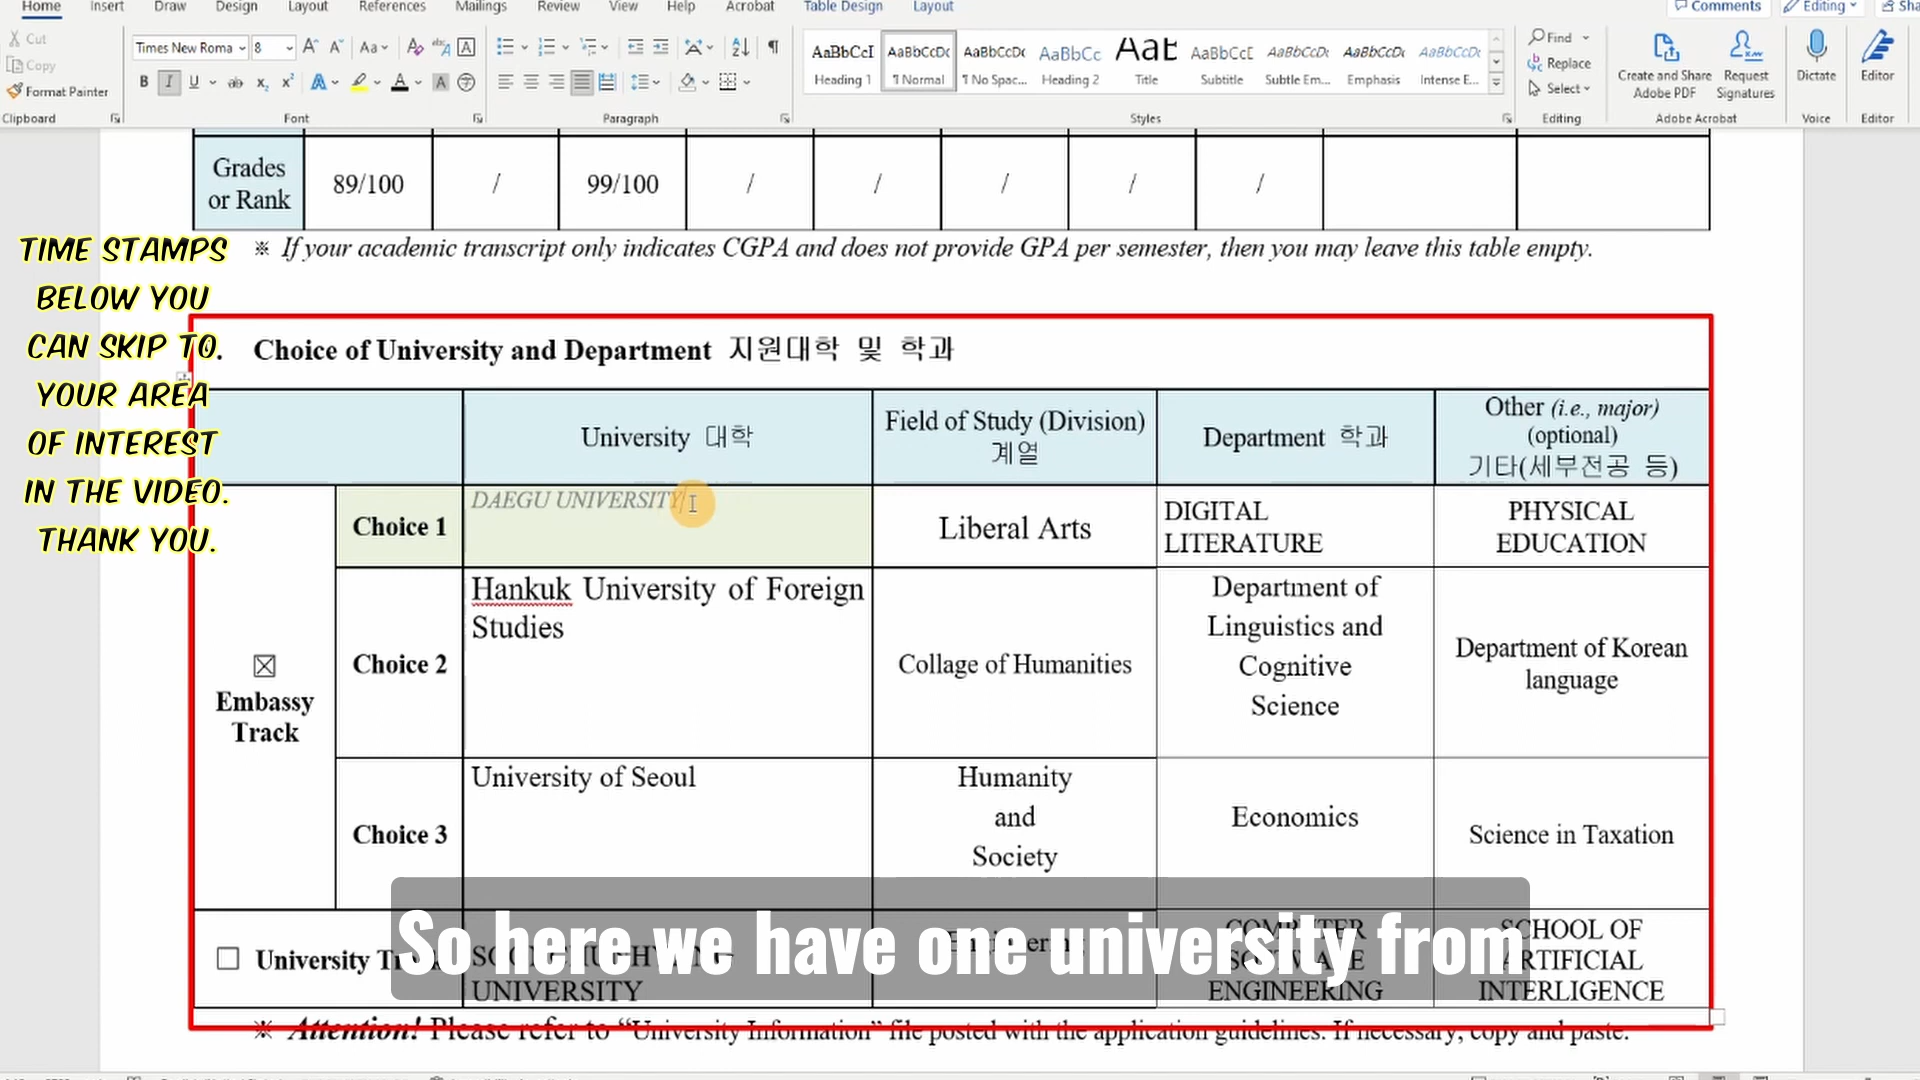 Home Insert Draw Design Layout References Mailings Review View Help Acrobat Table Design Layout Comments Editing
Cut
Copy
Format Painter
Clipboard
Times New Roma 8
Font
Paragraph
AaBbCcI AaBbCcDc AaBbCcDc AaBbCc Aab AaBbCcE AaBbCcDc AaBbCcDc AaBbCcDc
Heading 1 ¶ Normal ¶ No Spac... Heading 2 Title Subtitle Subtle Em... Emphasis Intense E...
Styles
Find
Replace
Select
Editing
Create and Share Adobe PDF
Request Signatures
Adobe Acrobat
Dictate
Voice
Editor
Editor
Grades or Rank 89/100 / 99/100 / / / / /
※ If your academic transcript only indicates CGPA and does not provide GPA per semester, then you may leave this table empty.
TIME STAMPS
BELOW YOU
CAN SKIP TO.
YOUR AREA
OF INTEREST
IN THE VIDEO.
THANK YOU.
Choice of University and Department 지원대학 및 학과
University 대학
Field of Study (Division)
계열
Department 학과
Other (i.e., major)
(optional)
기타(세부전공 등)
☒
Embassy
Track
Choice 1
DAEGU UNIVERSITY
Liberal Arts
DIGITAL
LITERATURE
PHYSICAL
EDUCATION
Choice 2
Hankuk University of Foreign
Studies
Collage of Humanities
Department of
Linguistics and
Cognitive
Science
Department of Korean
language
Choice 3
University of Seoul
Humanity
and
Society
Economics
Science in Taxation
☐ University
UNIVERSITY
COMPUTER
SOFTWARE
ENGINEERING
SCHOOL OF
ARTIFICIAL
INTERLIGENCE
So here we have one university from
※ Attention! Please refer to “University Information” file posted with the application guidelines. If necessary, copy and paste.